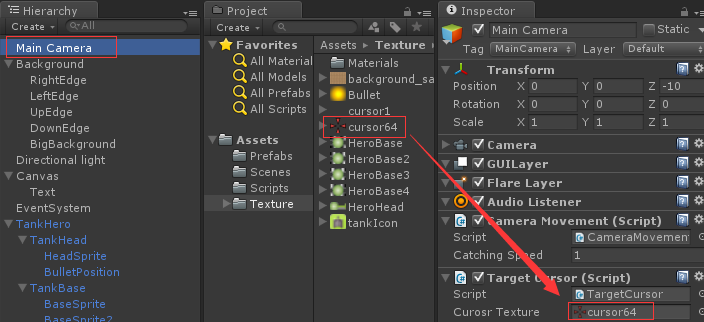 Hierarchy
Create
All
Main Camera
Background
RightEdge
LeftEdge
UpEdge
DownEdge
BigBackground
Directional light
Canvas
Text
EventSystem
TankHero
TankHead
HeadSprite
BulletPosition
TankBase
BaseSprite
BaseSprite2
Project
Create
Favorites
All Material
All Models
All Prefabs
All Scripts
Assets
Prefabs
Scenes
Scripts
Texture
Assets Texture
Materials
background_sa
Bullet
cursor1
cursor64
HeroBase
HeroBase2
HeroBase3
HeroBase4
HeroHead
tankIcon
Inspector
Main Camera Static
Tag MainCamera Layer Default
Transform
Position X 0 Y 0 Z -10
Rotation X 0 Y 0 Z 0
Scale X 1 Y 1 Z 1
Camera
GUILayer
Flare Layer
Audio Listener
Camera Movement (Script)
Script CameraMovement
Catching Speed 1
Target Cursor (Script)
Script TargetCursor
Curosr Texture cursor64